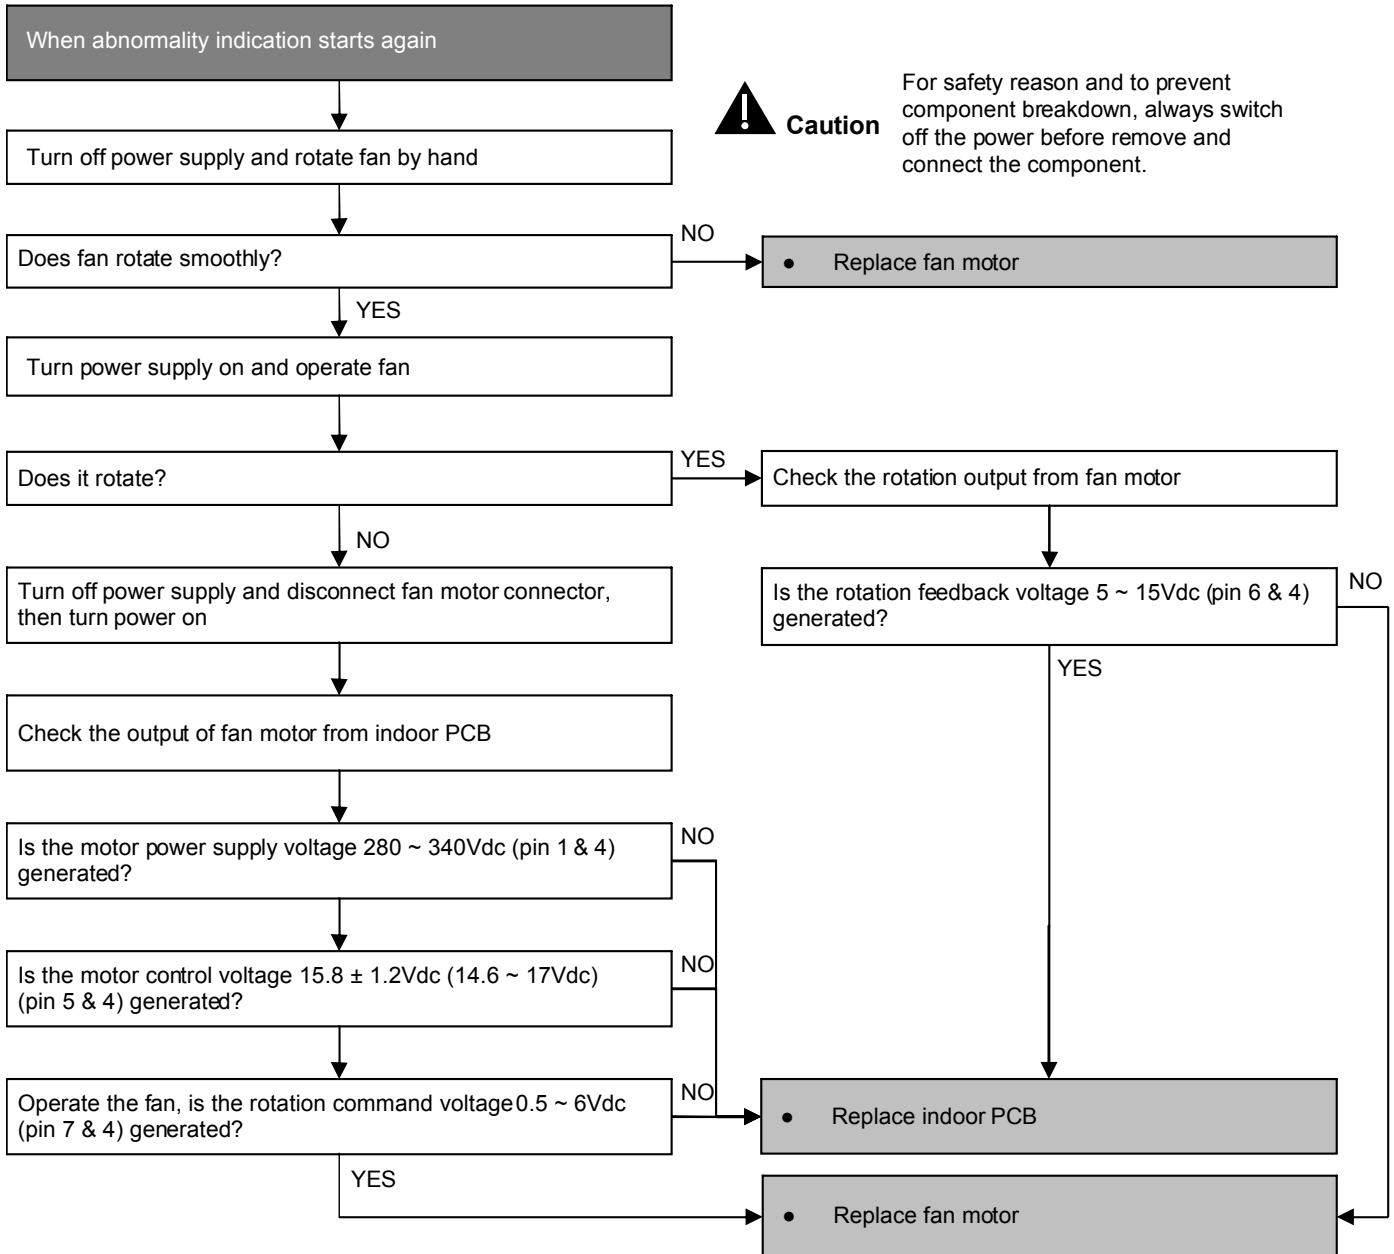 When abnormality indication starts again
Caution
For safety reason and to prevent
component breakdown, always switch
off the power before remove and
connect the component.
Turn off power supply and rotate fan by hand
Does fan rotate smoothly?
NO
● Replace fan motor
YES
Turn power supply on and operate fan
Does it rotate?
YES
Check the rotation output from fan motor
NO
Turn off power supply and disconnect fan motor connector,
then turn power on
Is the rotation feedback voltage 5 ~ 15Vdc (pin 6 & 4)
generated?
NO
YES
Check the output of fan motor from indoor PCB
Is the motor power supply voltage 280 ~ 340Vdc (pin 1 & 4)
generated?
NO
Is the motor control voltage 15.8 ± 1.2Vdc (14.6 ~ 17Vdc)
(pin 5 & 4) generated?
NO
Operate the fan, is the rotation command voltage 0.5 ~ 6Vdc
(pin 7 & 4) generated?
NO
● Replace indoor PCB
YES
● Replace fan motor